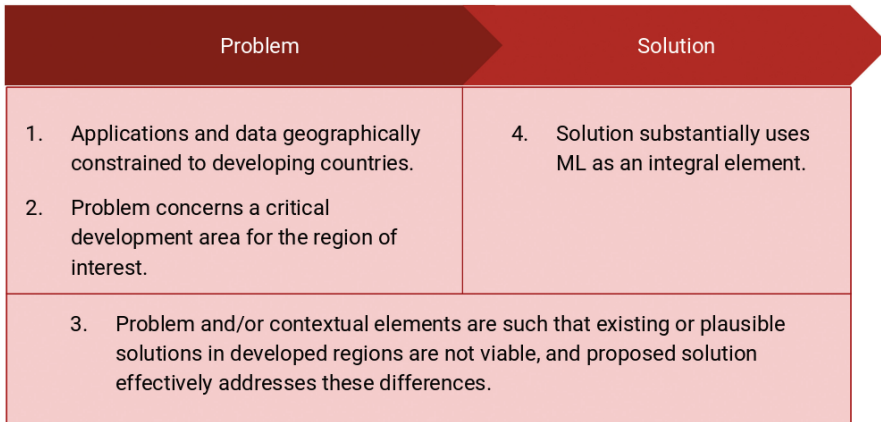 Problem
Solution
1. Applications and data geographically
constrained to developing countries.
2. Problem concerns a critical
development area for the region of
interest.
4. Solution substantially uses
ML as an integral element.
3. Problem and/or contextual elements are such that existing or plausible
solutions in developed regions are not viable, and proposed solution
effectively addresses these differences.